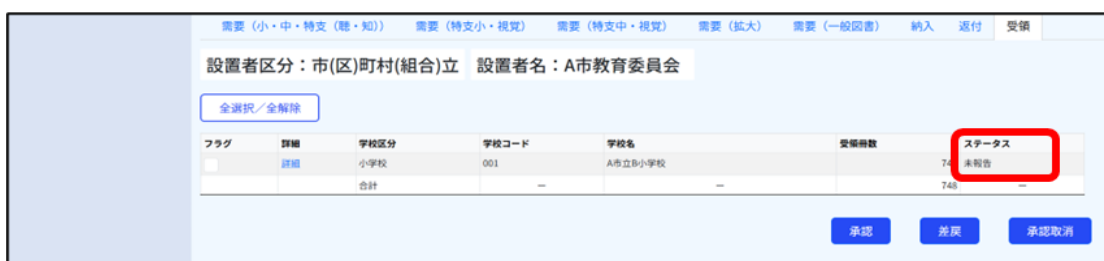 需要（小・中・特支（聴・知）） 需要（特支小・視覚） 需要（特支中・視覚） 需要（拡大） 需要（一般図書） 納入 返付 受領
設置者区分：市(区)町村(組合)立 設置者名：A市教育委員会
全選択／全解除
フラグ 詳細 学校区分 学校コード 学校名 受領冊数 ステータス
詳細 小学校 001 A市立B小学校 未報告
合計 － － 748 －
承認 差戻 承認取消